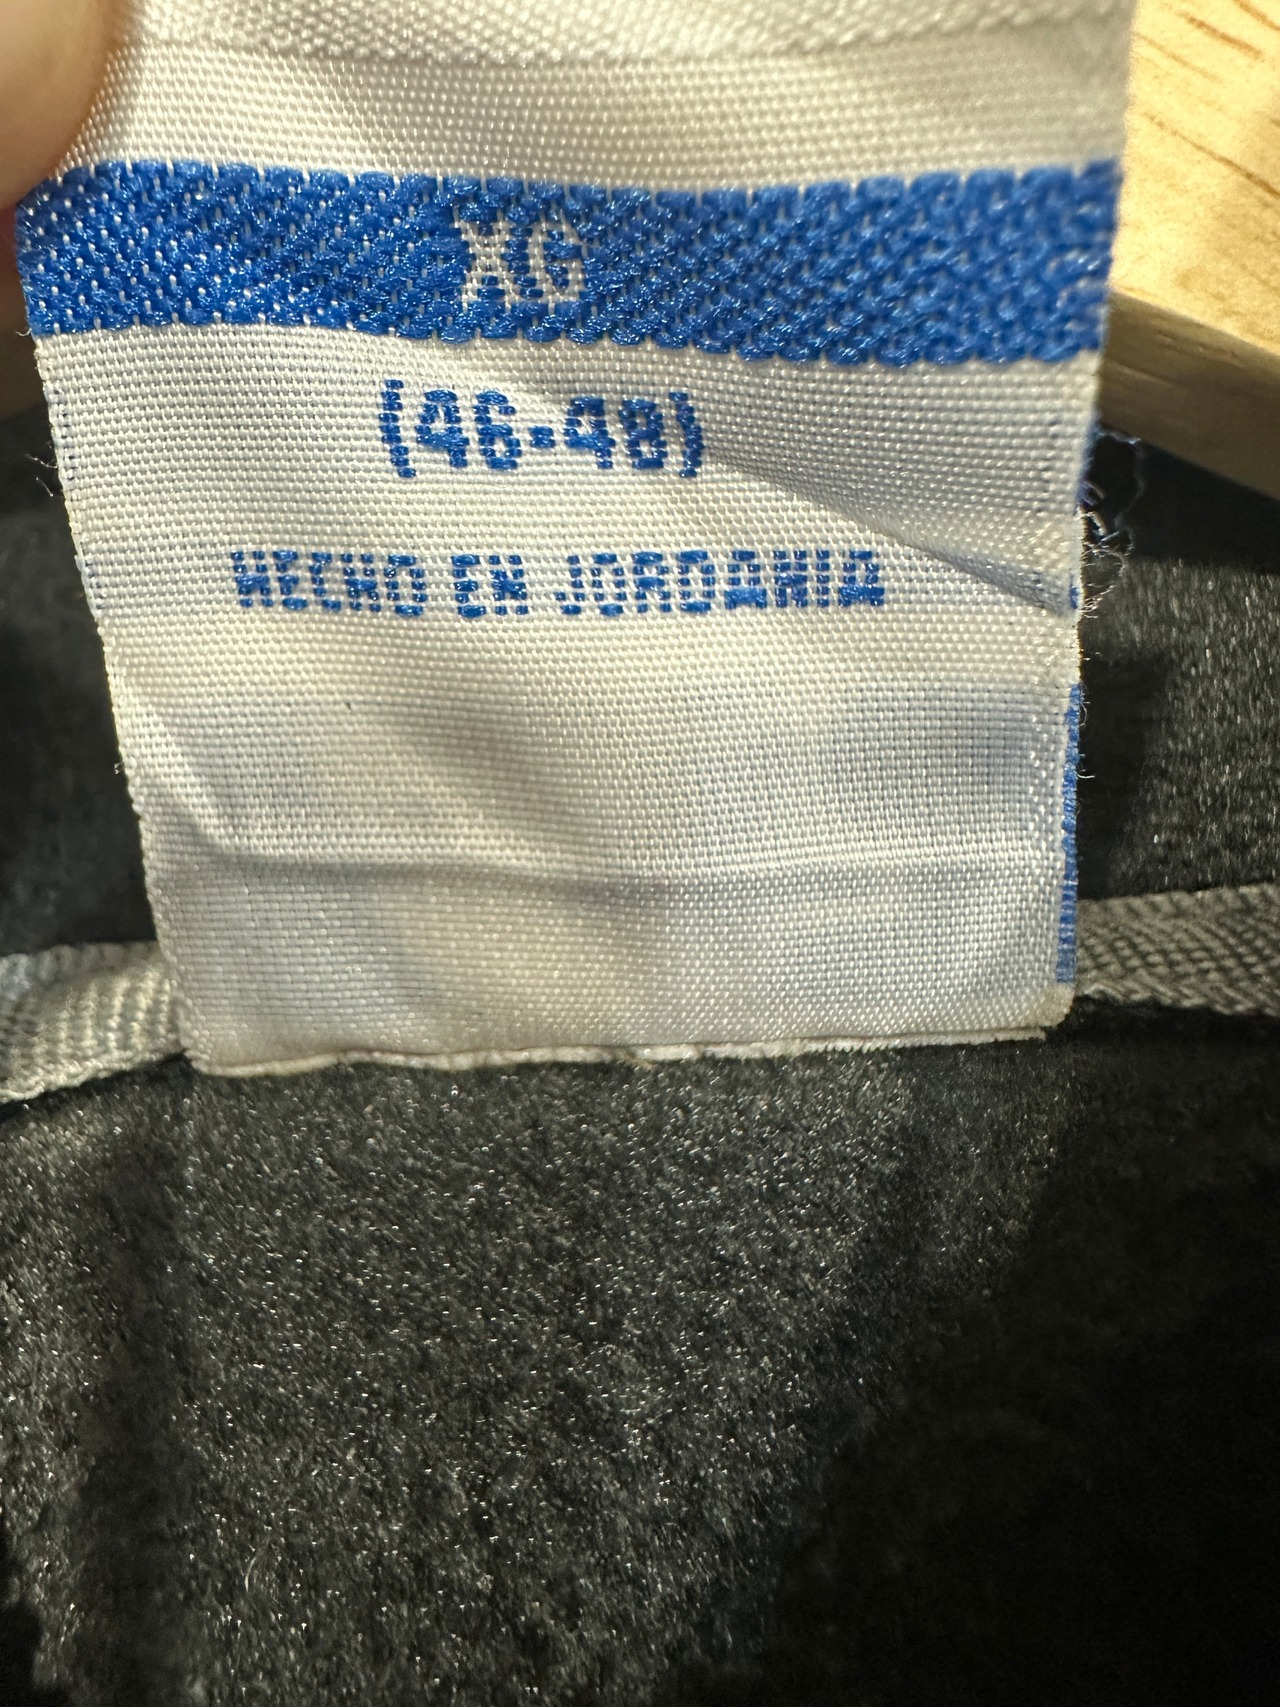 XG
(46-48)
HECHO EN JORDANIA